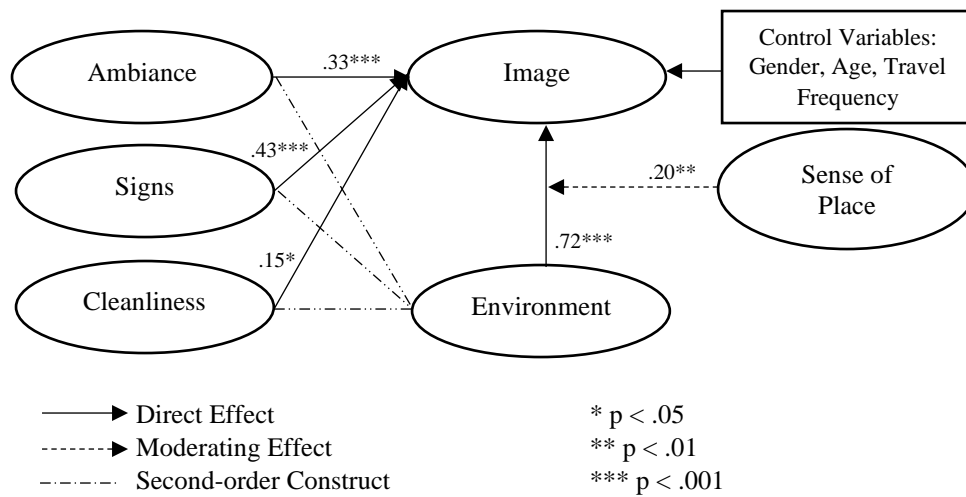 Ambiance
.33***
Image
Control Variables:
Gender, Age, Travel
Frequency
Signs
.43***
.20**
Sense of
Place
Cleanliness
.15*
.72***
Environment
Direct Effect
* p < .05
Moderating Effect
** p < .01
Second-order Construct
*** p < .001